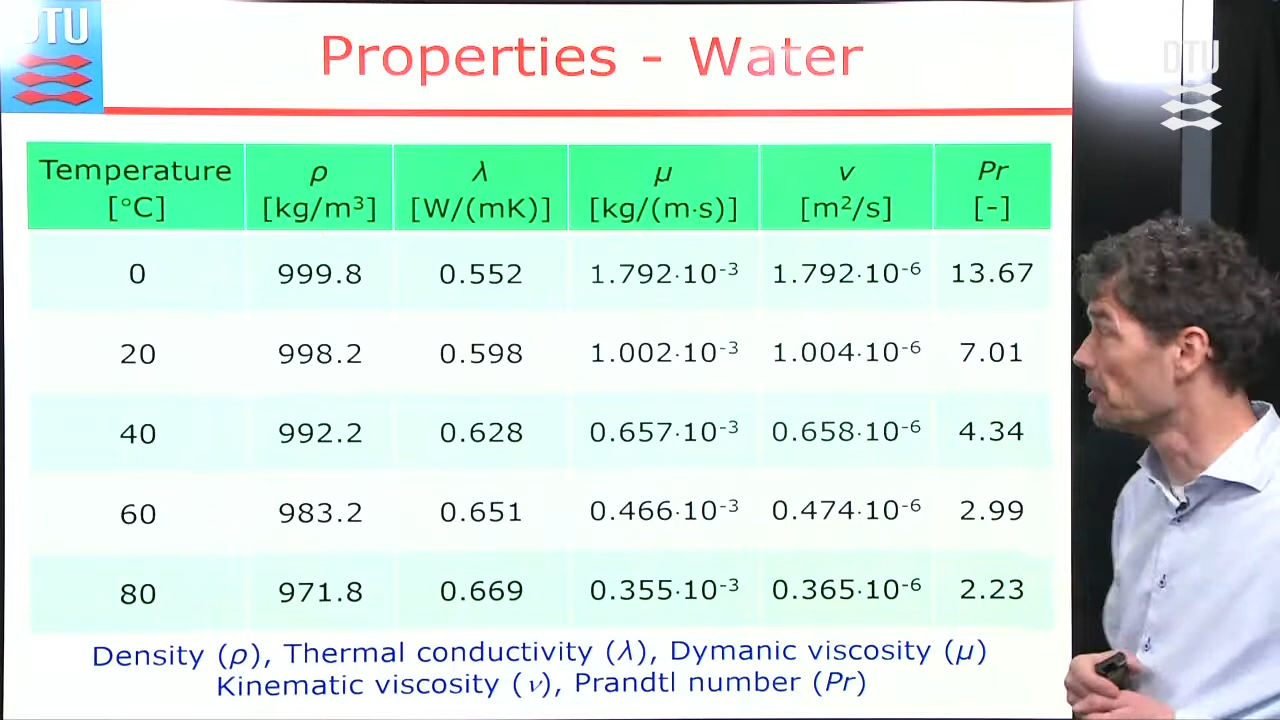 DTU
Properties - Water
DTU
Temperature [°C] ρ [kg/m³] λ [W/(mK)] μ [kg/(m·s)] ν [m²/s] Pr [-]
0 999.8 0.552 1.792·10⁻³ 1.792·10⁻⁶ 13.67
20 998.2 0.598 1.002·10⁻³ 1.004·10⁻⁶ 7.01
40 992.2 0.628 0.657·10⁻³ 0.658·10⁻⁶ 4.34
60 983.2 0.651 0.466·10⁻³ 0.474·10⁻⁶ 2.99
80 971.8 0.669 0.355·10⁻³ 0.365·10⁻⁶ 2.23
Density (ρ), Thermal conductivity (λ), Dymanic viscosity (μ)
Kinematic viscosity (ν), Prandtl number (Pr)